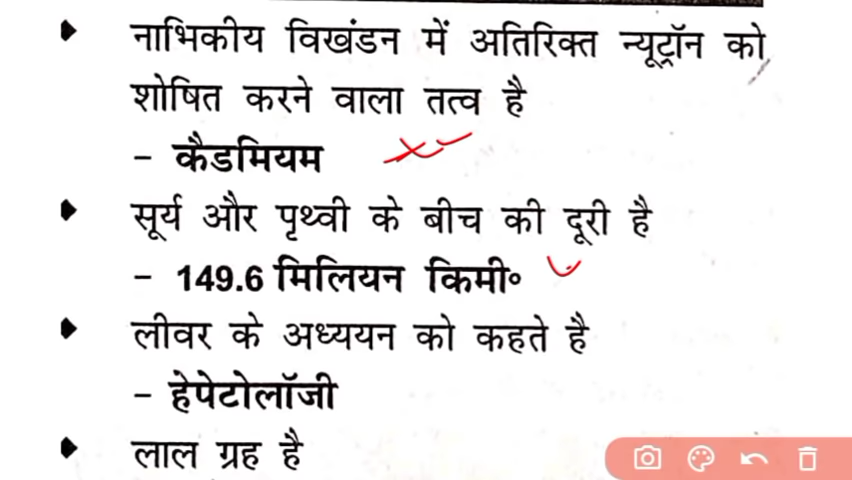 नाभिकीय विखंडन में अतिरिक्त न्यूट्रॉन को
शोषित करने वाला तत्व है
– कैडमियम
सूर्य और पृथ्वी के बीच की दूरी है
– 149.6 मिलियन किमी॰
लीवर के अध्ययन को कहते है
– हेपेटोलॉजी
लाल ग्रह है